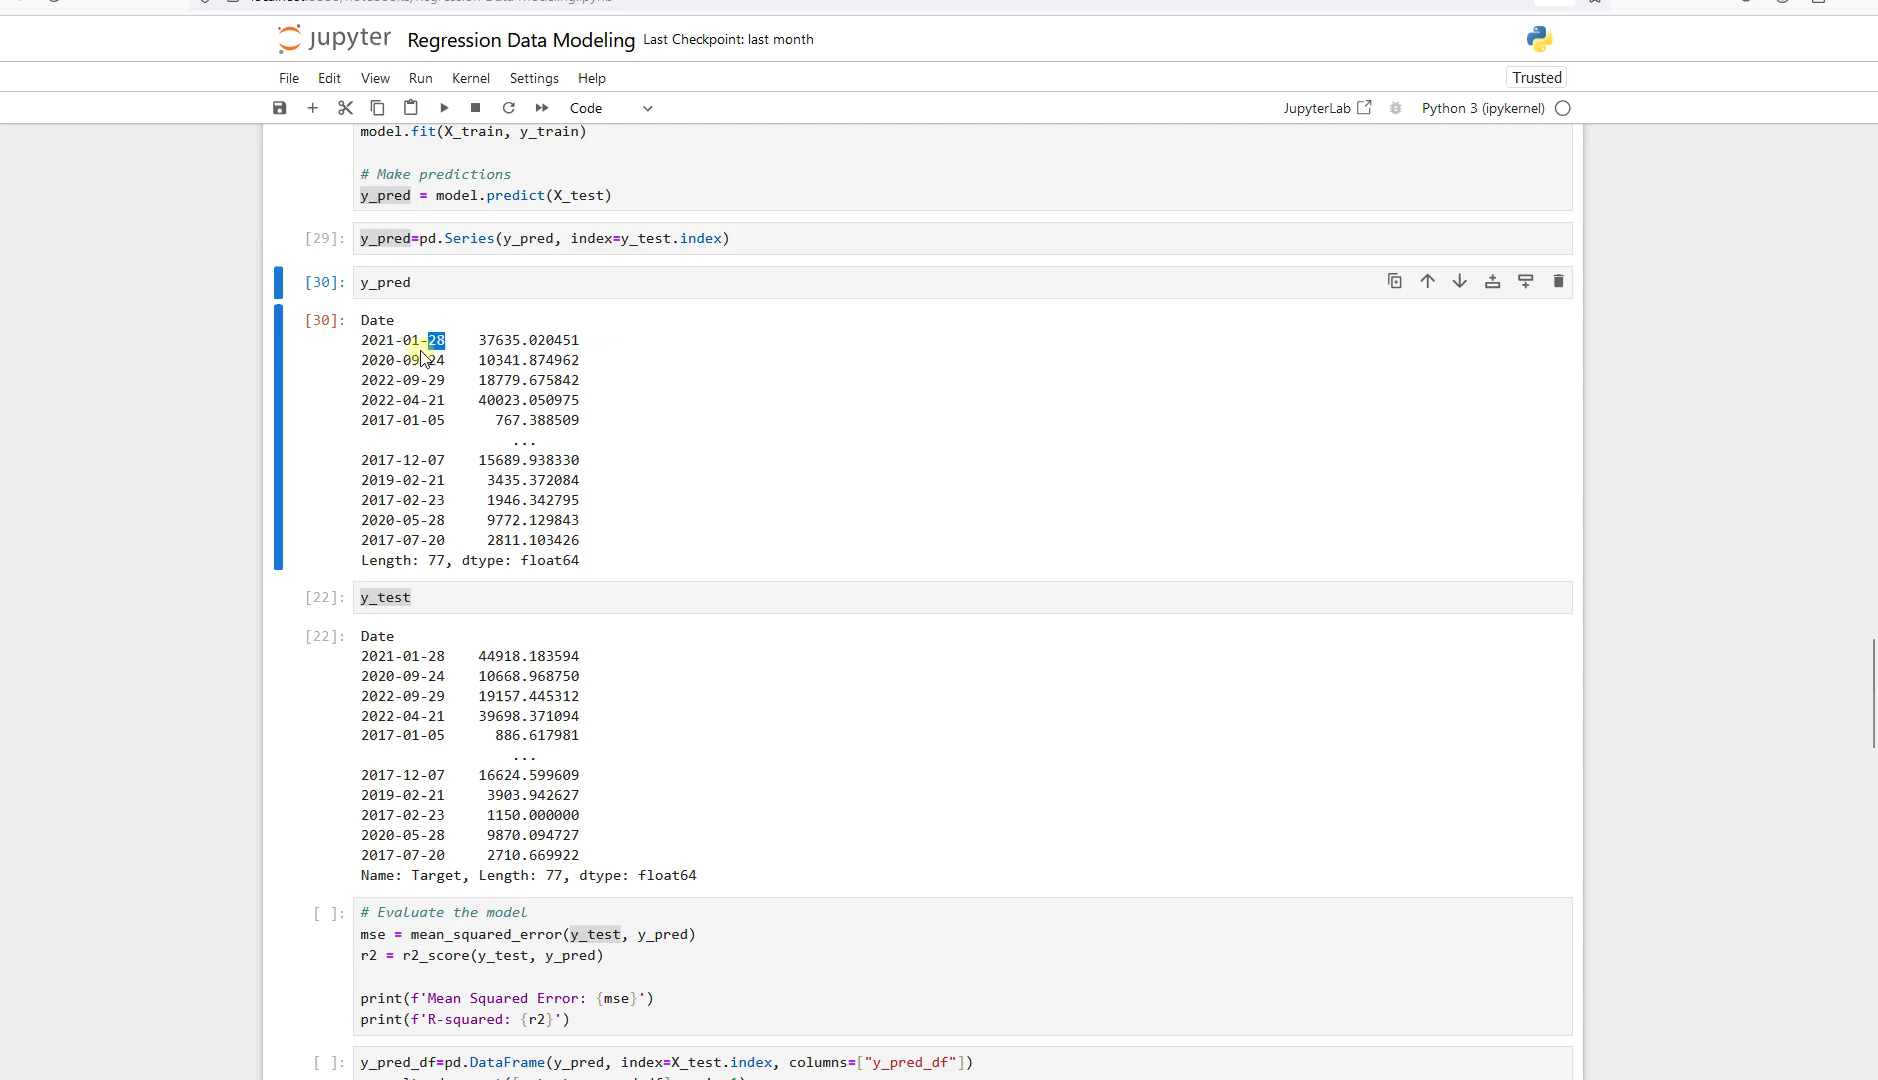 jupyter Regression Data Modeling Last Checkpoint: last month
File Edit View Run Kernel Settings Help Trusted
Code JupyterLab Python 3 (ipykernel)
model.fit(X_train, y_train)
# Make predictions
y_pred = model.predict(X_test)
[29]: y_pred=pd.Series(y_pred, index=y_test.index)
[30]: y_pred
[30]: Date
2021-01-28 37635.020451
2020-09-24 10341.874962
2022-09-29 18779.675842
2022-04-21 40023.050975
2017-01-05 767.388509
...
2017-12-07 15689.938330
2019-02-21 3435.372084
2017-02-23 1946.342795
2020-05-28 9772.129843
2017-07-20 2811.103426
Length: 77, dtype: float64
[22]: y_test
[22]: Date
2021-01-28 44918.183594
2020-09-24 10668.968750
2022-09-29 19157.445312
2022-04-21 39698.371094
2017-01-05 886.617981
...
2017-12-07 16624.599609
2019-02-21 3903.942627
2017-02-23 1150.000000
2020-05-28 9870.094727
2017-07-20 2710.669922
Name: Target, Length: 77, dtype: float64
[ ]: # Evaluate the model
mse = mean_squared_error(y_test, y_pred)
r2 = r2_score(y_test, y_pred)
print(f'Mean Squared Error: {mse}')
print(f'R-squared: {r2}')
[ ]: y_pred_df=pd.DataFrame(y_pred, index=X_test.index, columns=["y_pred_df"])